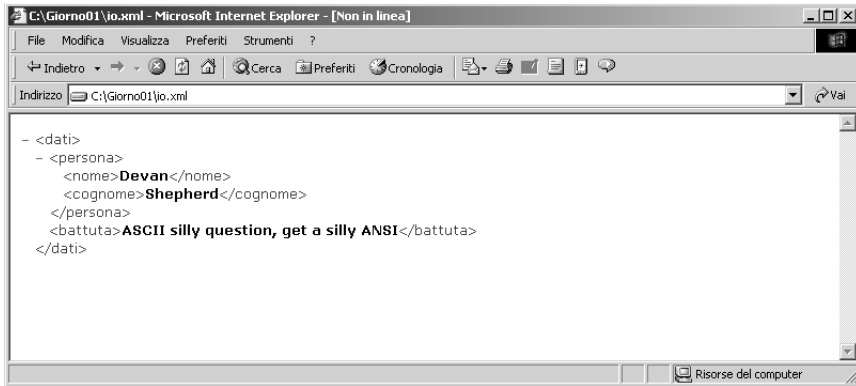 C:\Giorno01\io.xml - Microsoft Internet Explorer - [Non in linea]
File Modifica Visualizza Preferiti Strumenti ?
Indietro Cerca Preferiti Cronologia
Indirizzo C:\Giorno01\io.xml Vai
- <dati>
- <persona>
<nome>Devan</nome>
<cognome>Shepherd</cognome>
</persona>
<battuta>ASCII silly question, get a silly ANSI</battuta>
</dati>
Risorse del computer